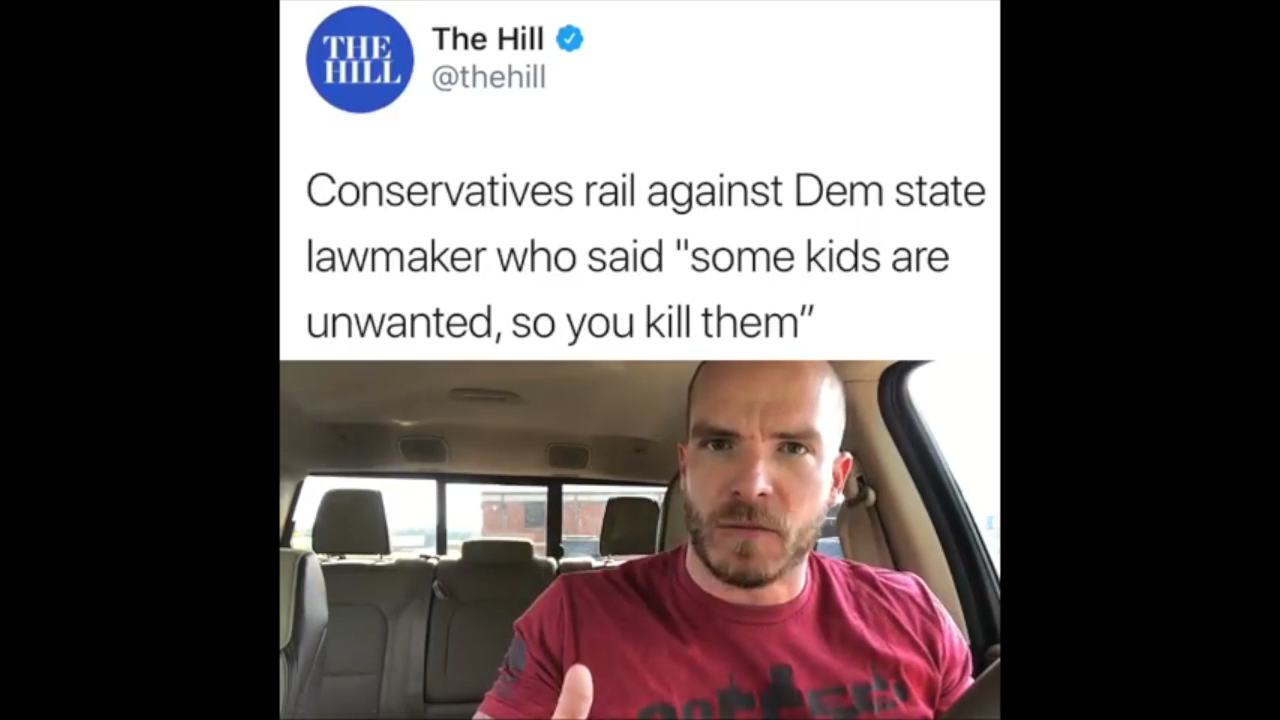 THE
HILL
The Hill
@thehill
Conservatives rail against Dem state
lawmaker who said "some kids are
unwanted, so you kill them”